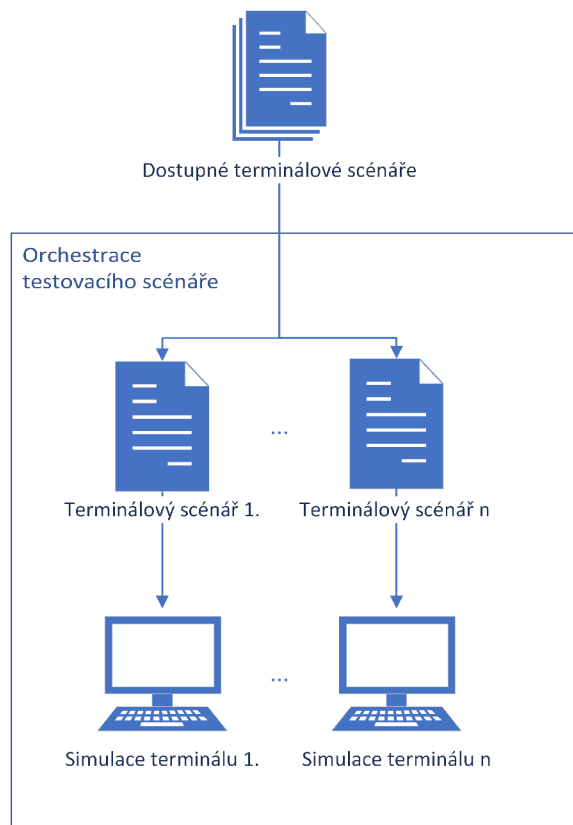 Dostupné terminálové scénáře
Orchestrace
testovacího scénáře
...
Terminálový scénář 1.
Terminálový scénář n
...
Simulace terminálu 1.
Simulace terminálu n